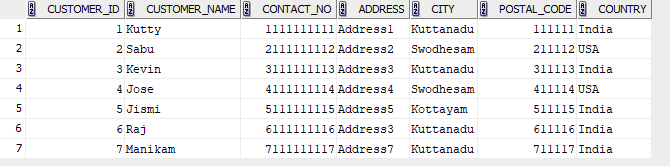 CUSTOMER_ID CUSTOMER_NAME CONTACT_NO ADDRESS CITY POSTAL_CODE COUNTRY
1 1 Kutty 1111111111 Address1 Kuttanadu 111111 India
2 2 Sabu 2111111112 Address2 Swodhesam 211112 USA
3 3 Kevin 3111111113 Address3 Kuttanadu 311113 India
4 4 Jose 4111111114 Address4 Swodhesam 411114 USA
5 5 Jismi 5111111115 Address5 Kottayam 511115 India
6 6 Raj 6111111116 Address3 Kuttanadu 611116 India
7 7 Manikam 7111111117 Address7 Kuttanadu 711117 India